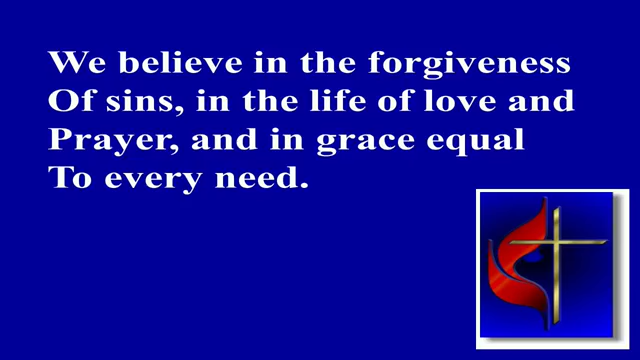 We believe in the forgiveness
Of sins, in the life of love and
Prayer, and in grace equal
To every need.